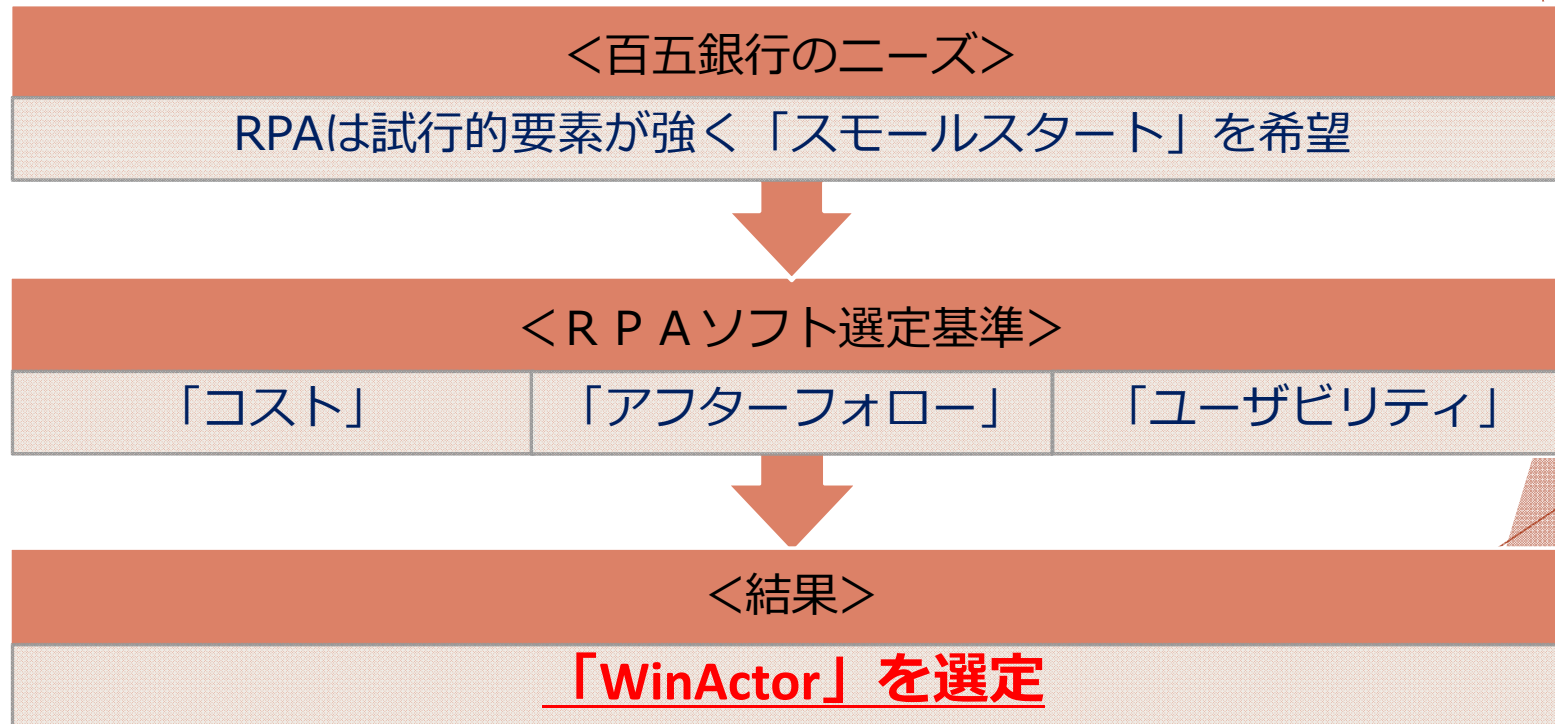 ＜百五銀行のニーズ＞
RPAは試行的要素が強く「スモールスタート」を希望
＜ＲＰＡソフト選定基準＞
「コスト」
「アフターフォロー」
「ユーザビリティ」
＜結果＞
「WinActor」を選定